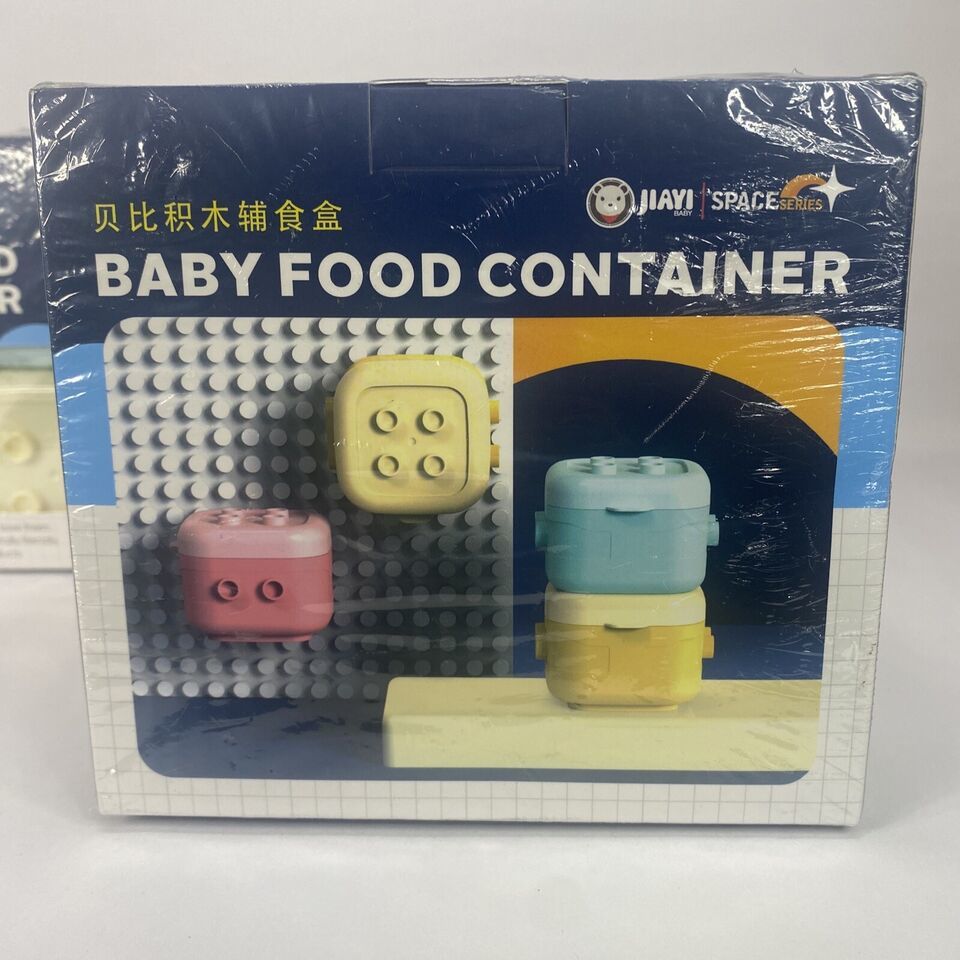 贝比积木辅食盒
JIAYI BABY | SPACE SERIES
BABY FOOD CONTAINER
D
R